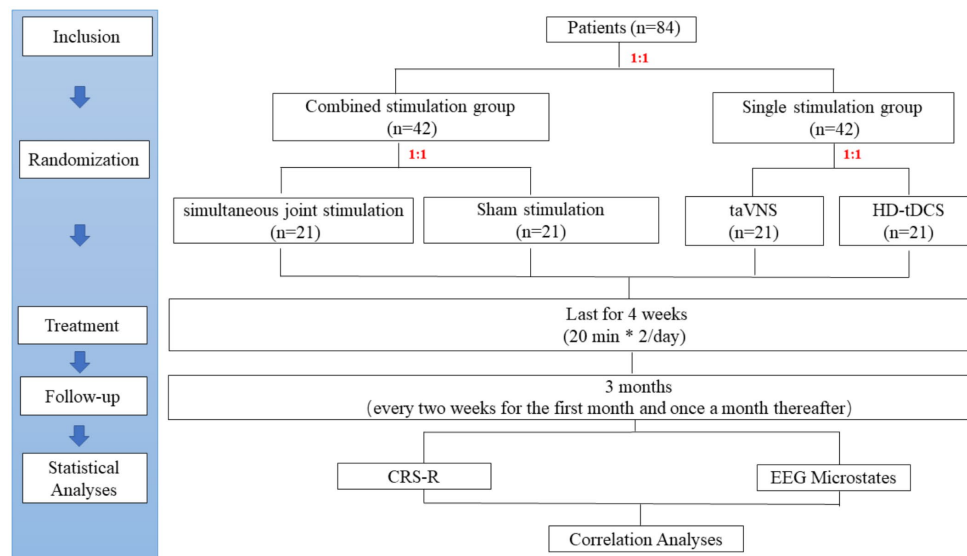 Inclusion
Randomization
Treatment
Follow-up
Statistical
Analyses
Patients (n=84)
1:1
Combined stimulation group
(n=42)
Single stimulation group
(n=42)
1:1
1:1
simultaneous joint stimulation
(n=21)
Sham stimulation
(n=21)
taVNS
(n=21)
HD-tDCS
(n=21)
Last for 4 weeks
(20 min * 2/day)
3 months
(every two weeks for the first month and once a month thereafter)
CRS-R
EEG Microstates
Correlation Analyses